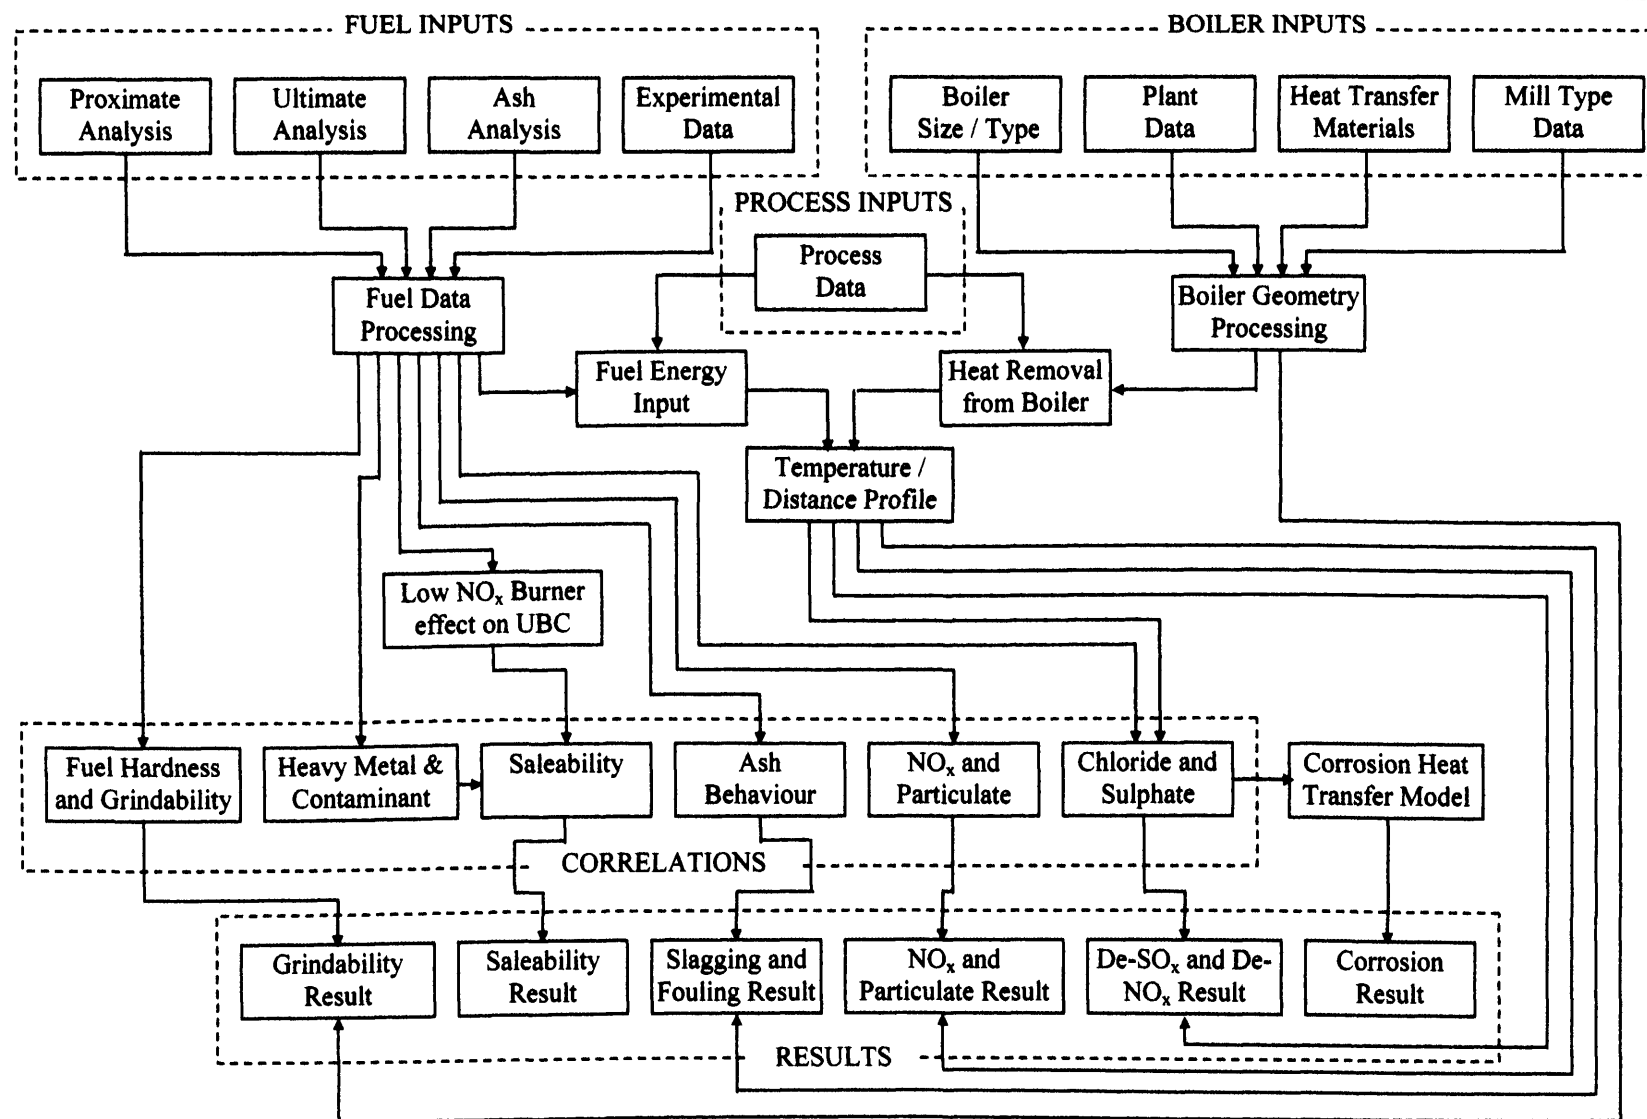 FUEL INPUTS
BOILER INPUTS
Proximate
Analysis
Ultimate
Analysis
Ash
Analysis
Experimental
Data
Boiler
Size / Type
Plant
Data
Heat Transfer
Materials
Mill Type
Data
PROCESS INPUTS
Process
Data
Fuel Data
Processing
Boiler Geometry
Processing
Fuel Energy
Input
Heat Removal
from Boiler
Temperature /
Distance Profile
Low NOₓ Burner
effect on UBC
Fuel Hardness
and Grindability
Heavy Metal &
Contaminant
Saleability
Ash
Behaviour
NOₓ and
Particulate
Chloride and
Sulphate
Corrosion Heat
Transfer Model
CORRELATIONS
Grindability
Result
Saleability
Result
Slagging and
Fouling Result
NOₓ and
Particulate Result
De-SOₓ and De-
NOₓ Result
Corrosion
Result
RESULTS